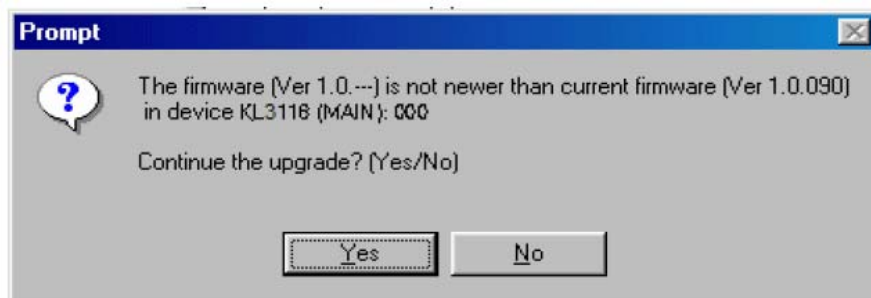 Prompt
?
The firmware (Ver 1.0.---) is not newer than current firmware (Ver 1.0.090)
in device KL3116 (MAIN): 000
Continue the upgrade? (Yes/No)
Yes
No